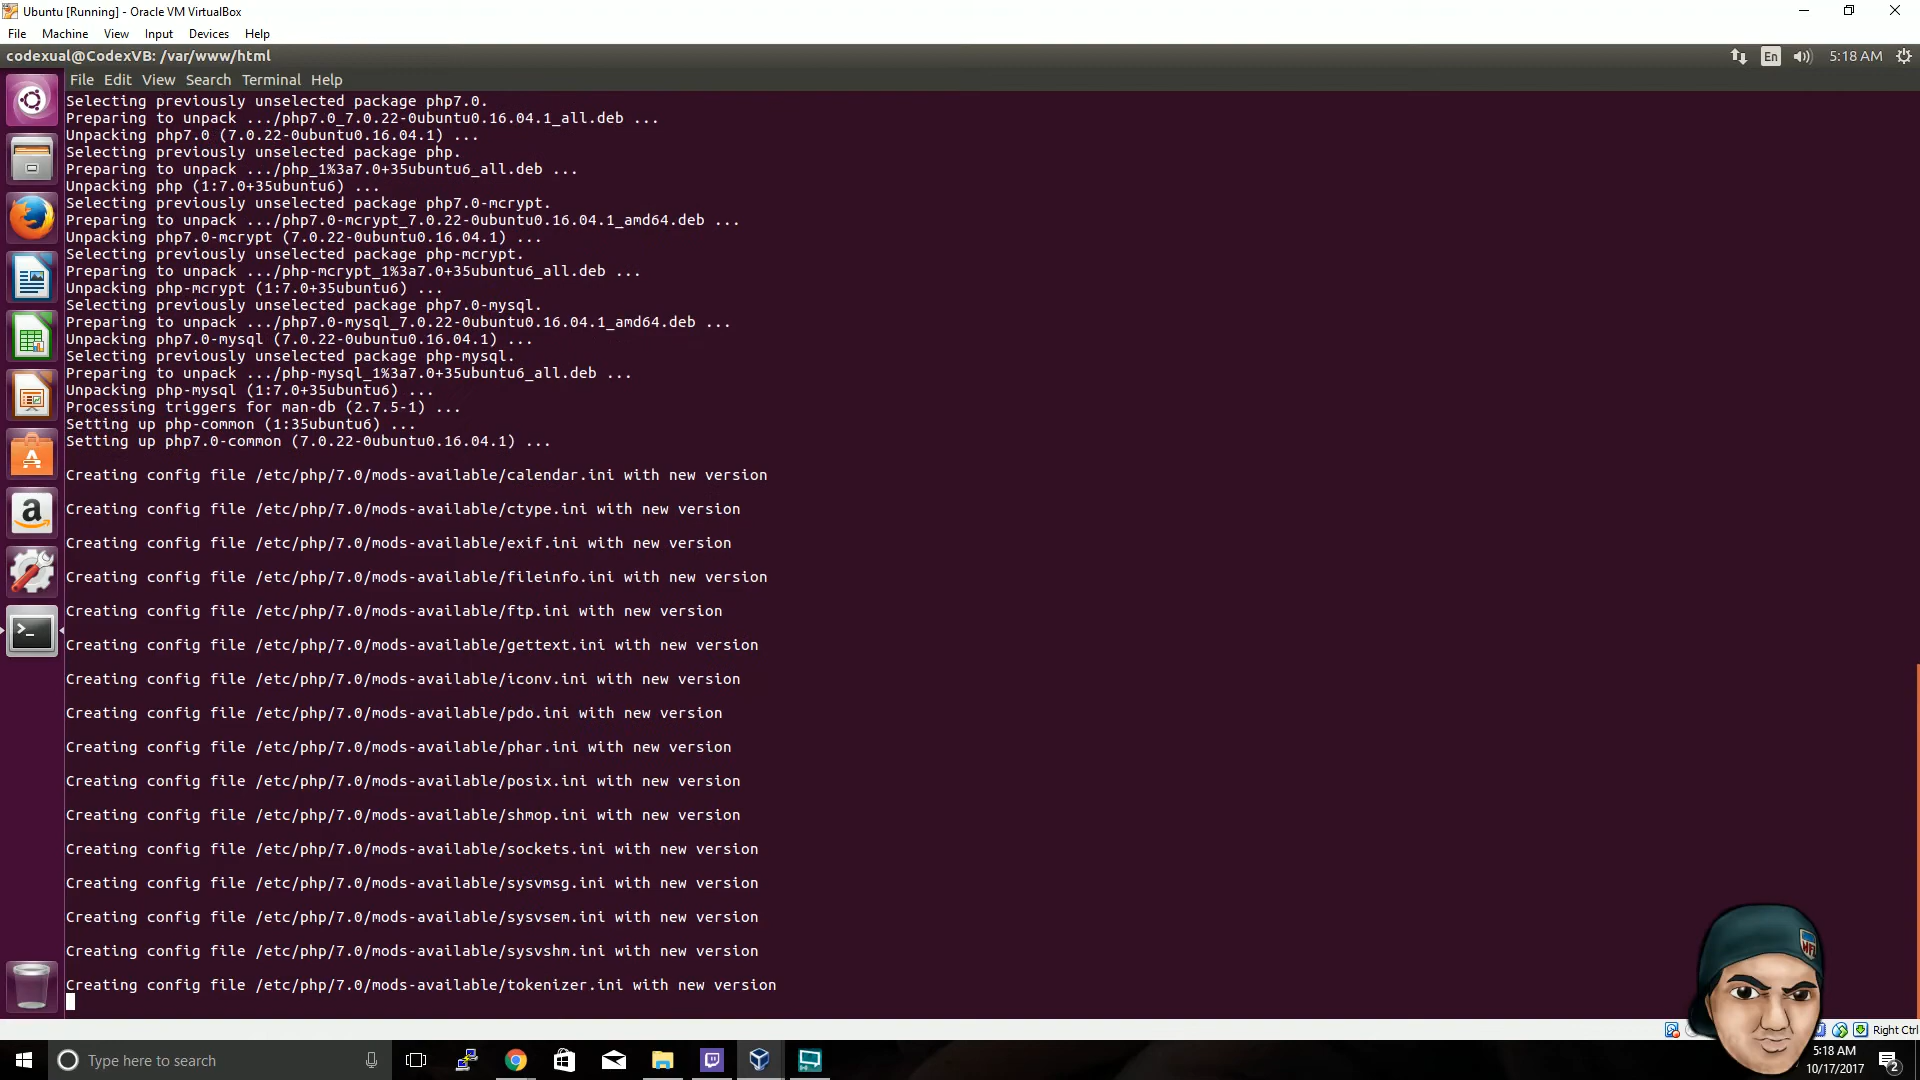 Ubuntu [Running] - Oracle VM VirtualBox
File Machine View Input Devices Help
codexual@CodexVB: /var/www/html
En
5:18 AM
File Edit View Search Terminal Help
Selecting previously unselected package php7.0.
Preparing to unpack .../php7.0_7.0.22-0ubuntu0.16.04.1_all.deb ...
Unpacking php7.0 (7.0.22-0ubuntu0.16.04.1) ...
Selecting previously unselected package php.
Preparing to unpack .../php_1%3a7.0+35ubuntu6_all.deb ...
Unpacking php (1:7.0+35ubuntu6) ...
Selecting previously unselected package php7.0-mcrypt.
Preparing to unpack .../php7.0-mcrypt_7.0.22-0ubuntu0.16.04.1_amd64.deb ...
Unpacking php7.0-mcrypt (7.0.22-0ubuntu0.16.04.1) ...
Selecting previously unselected package php-mcrypt.
Preparing to unpack .../php-mcrypt_1%3a7.0+35ubuntu6_all.deb ...
Unpacking php-mcrypt (1:7.0+35ubuntu6) ...
Selecting previously unselected package php7.0-mysql.
Preparing to unpack .../php7.0-mysql_7.0.22-0ubuntu0.16.04.1_amd64.deb ...
Unpacking php7.0-mysql (7.0.22-0ubuntu0.16.04.1) ...
Selecting previously unselected package php-mysql.
Preparing to unpack .../php-mysql_1%3a7.0+35ubuntu6_all.deb ...
Unpacking php-mysql (1:7.0+35ubuntu6) ...
Processing triggers for man-db (2.7.5-1) ...
Setting up php-common (1:35ubuntu6) ...
Setting up php7.0-common (7.0.22-0ubuntu0.16.04.1) ...
Creating config file /etc/php/7.0/mods-available/calendar.ini with new version
Creating config file /etc/php/7.0/mods-available/ctype.ini with new version
Creating config file /etc/php/7.0/mods-available/exif.ini with new version
Creating config file /etc/php/7.0/mods-available/fileinfo.ini with new version
Creating config file /etc/php/7.0/mods-available/ftp.ini with new version
Creating config file /etc/php/7.0/mods-available/gettext.ini with new version
Creating config file /etc/php/7.0/mods-available/iconv.ini with new version
Creating config file /etc/php/7.0/mods-available/pdo.ini with new version
Creating config file /etc/php/7.0/mods-available/phar.ini with new version
Creating config file /etc/php/7.0/mods-available/posix.ini with new version
Creating config file /etc/php/7.0/mods-available/shmop.ini with new version
Creating config file /etc/php/7.0/mods-available/sockets.ini with new version
Creating config file /etc/php/7.0/mods-available/sysvmsg.ini with new version
Creating config file /etc/php/7.0/mods-available/sysvsem.ini with new version
Creating config file /etc/php/7.0/mods-available/sysvshm.ini with new version
Creating config file /etc/php/7.0/mods-available/tokenizer.ini with new version
Right Ctrl
Type here to search
5:18 AM
10/17/2017
2